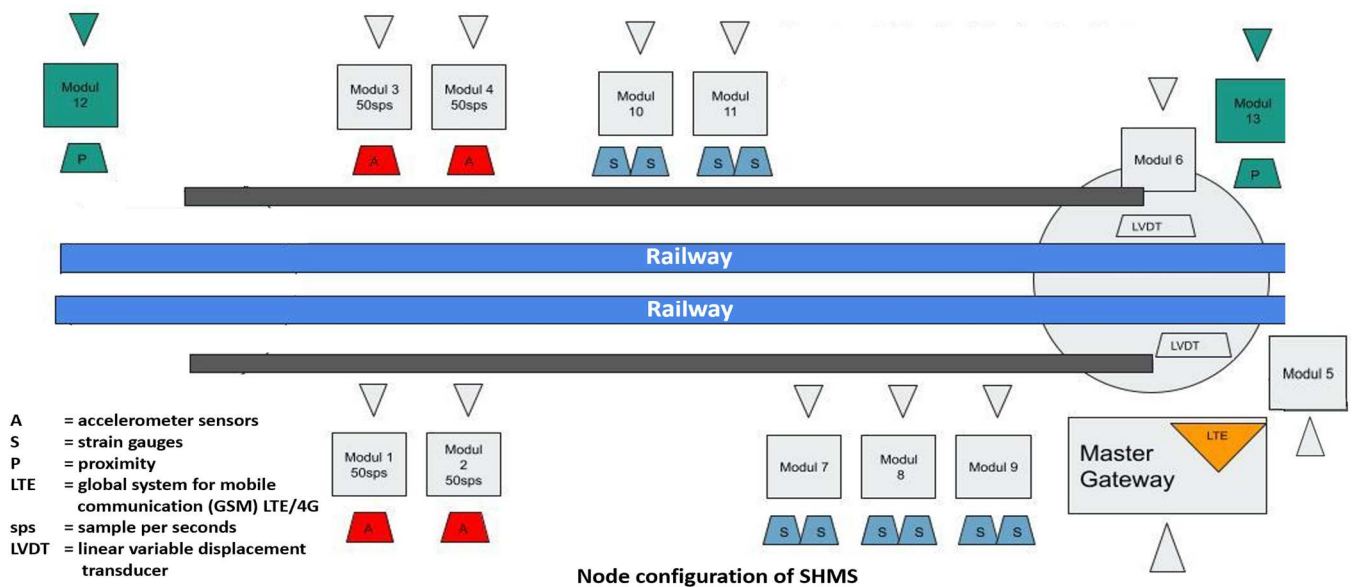 Modul
12
P
Modul 3
50sps
A
Modul 4
50sps
A
Modul
10
S S
Modul
11
S S
Modul 6
Modul
13
P
LVDT
Railway
Railway
LVDT
Modul 5
Modul 1
50sps
A
Modul
2
50sps
A
Modul 7
S S
Modul
8
S S
Modul 9
S S
Master
Gateway
LTE
A = accelerometer sensors
S = strain gauges
P = proximity
LTE = global system for mobile
communication (GSM) LTE/4G
sps = sample per seconds
LVDT = linear variable displacement
transducer
Node configuration of SHMS